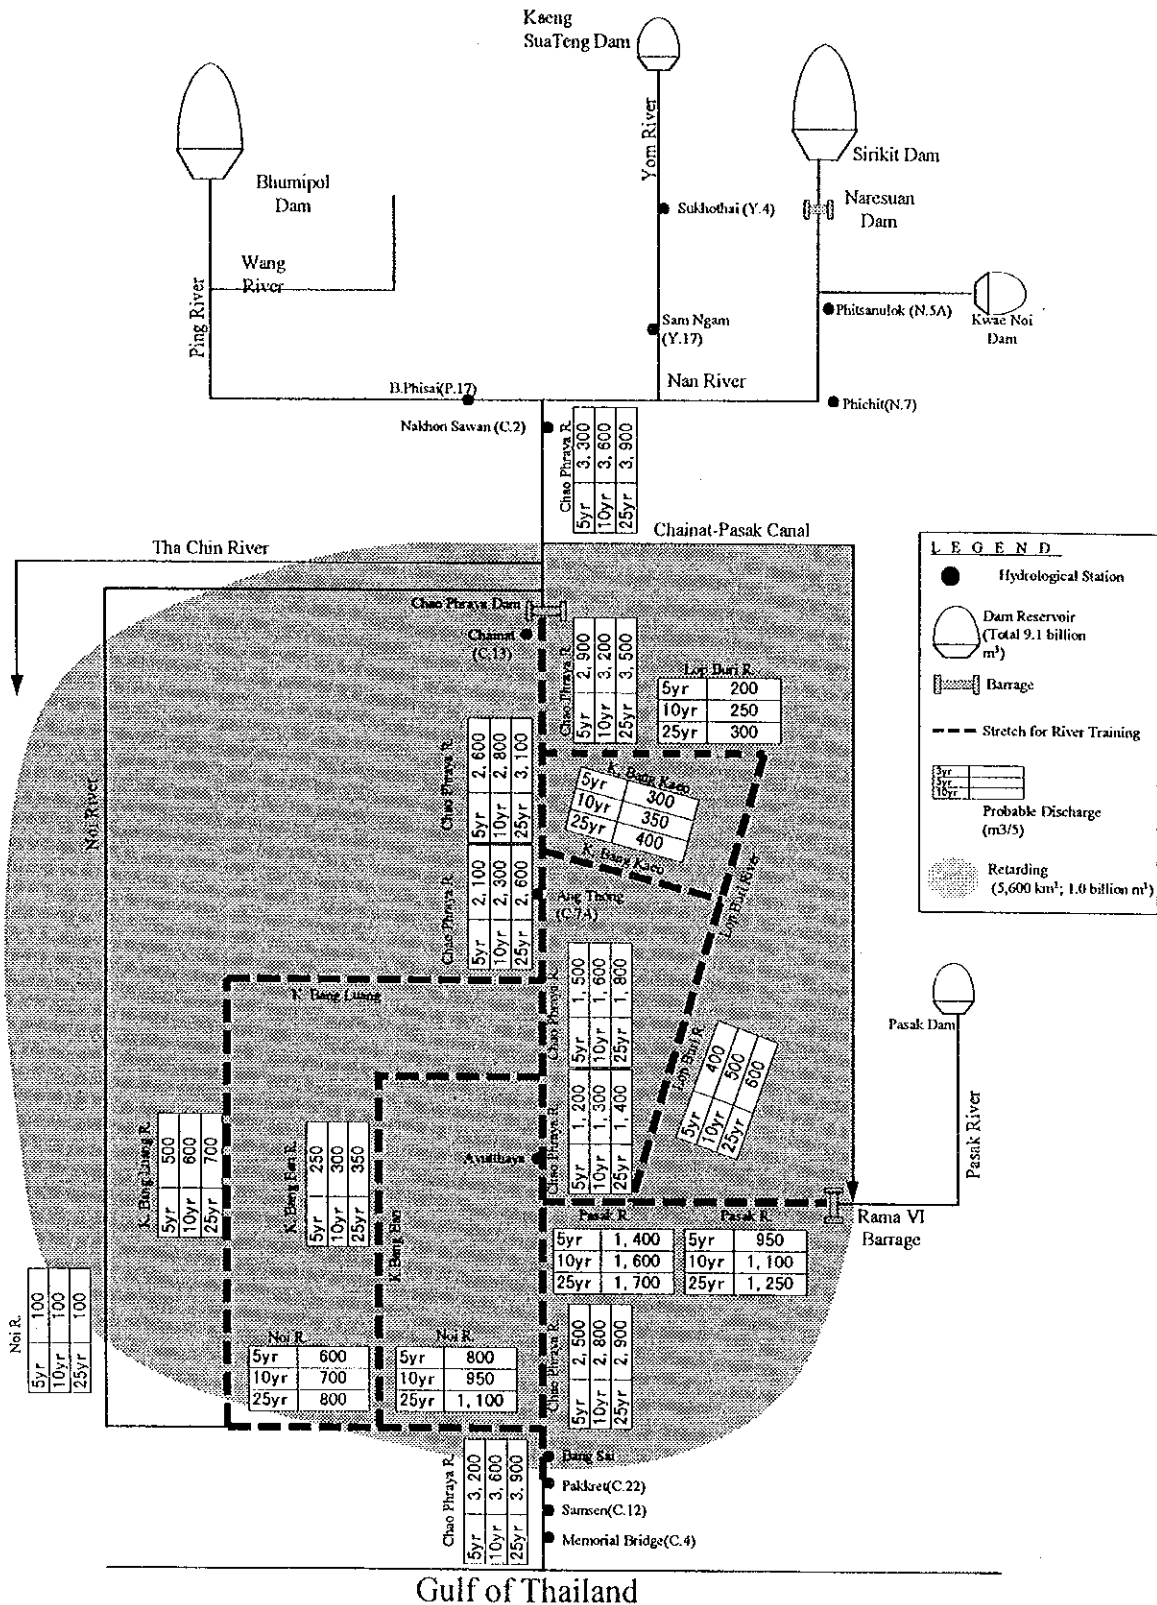 Kaeng
SuaTeng Dam
Yom River
Sirikit Dam
Bhumipol
Dam
Naresuan
Dam
Sukhothai (Y.4)
Wang
River
Ping River
Phitsanulok (N.5A)
Kwae Noi
Dam
Sam Ngam
(Y.17)
Nan River
B.Phisai(P.17)
Phichit(N.7)
Nakhon Sawan (C.2)
Chao Phraya R.
5yr 3,300
10yr 3,600
25yr 3,900
Chainat-Pasak Canal
Tha Chin River
L E G E N D
Hydrological Station
Dam Reservoir
(Total 9.1 billion
m³)
Barrage
Stretch for River Training
Probable Discharge
(m3/5)
Retarding
(5,600 km²; 1.0 billion m³)
Chao Phraya Dam
Chainat
(C.13)
Noi River
Chao Phraya R.
5yr 2,900
10yr 3,200
25yr 3,500
Lop Buri R.
5yr 200
10yr 250
25yr 300
Chao Phraya R.
5yr 2,600
10yr 2,800
25yr 3,100
K. Bang Kaeo
5yr 300
10yr 350
25yr 400
K. Bang Kaeo
Lop Buri River
Chao Phraya R.
5yr 2,100
10yr 2,300
25yr 2,600
Ang Thong
(C.7A)
K. Bang Luang
Chao Phraya R.
5yr 1,500
10yr 1,600
25yr 1,800
Pasak Dam
Pasak River
Lop Buri R.
5yr 400
10yr 500
25yr 600
Chao Phraya R.
5yr 1,200
10yr 1,300
25yr 1,400
Ayutthaya
K. Bang Luang R.
5yr 500
10yr 600
25yr 700
K. Bang Ban R.
5yr 250
10yr 300
25yr 350
K. Bang Ban
Rama VI
Barrage
Pasak R.
5yr 1,400
10yr 1,600
25yr 1,700
Pasak R.
5yr 950
10yr 1,100
25yr 1,250
Noi R.
5yr 100
10yr 100
25yr 100
Noi R.
5yr 600
10yr 700
25yr 800
Noi R.
5yr 800
10yr 950
25yr 1,100
Chao Phraya R.
5yr 2,500
10yr 2,800
25yr 2,900
Chao Phraya R.
5yr 3,200
10yr 3,600
25yr 3,900
Bang Sai
Pakkret(C.22)
Samsen(C.12)
Memorial Bridge(C.4)
Gulf of Thailand